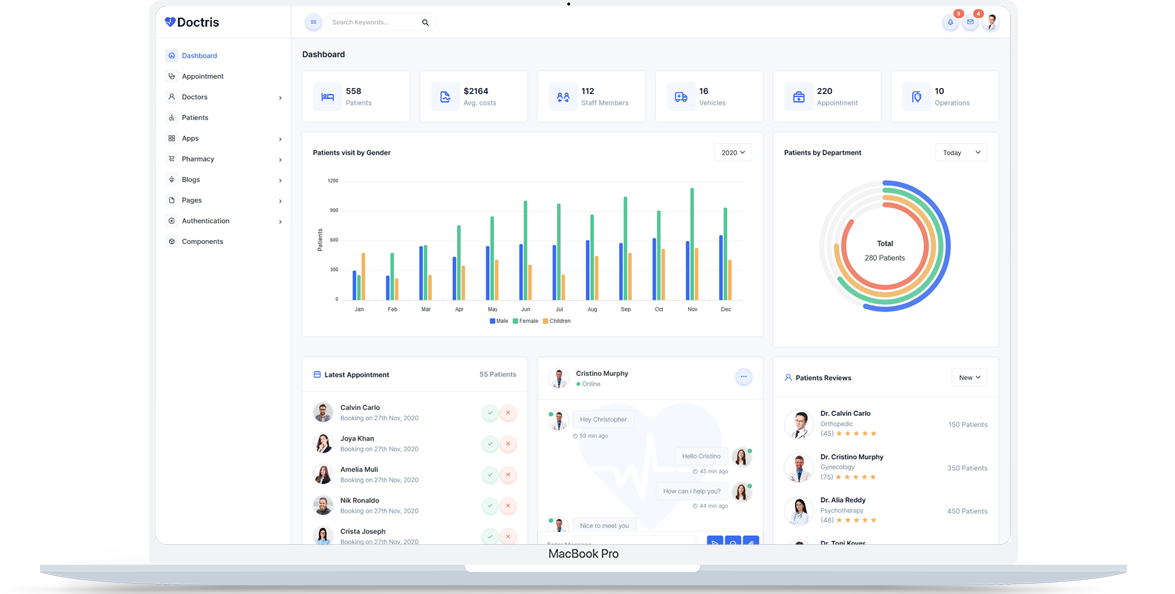 Doctris
Search Keywords...
3
4
Dashboard
Appointment
Doctors
Patients
Apps
Pharmacy
Blogs
Pages
Authentication
Components
Dashboard
558
Patients
$2164
Avg. costs
112
Staff Members
16
Vehicles
220
Appointment
10
Operations
Patients visit by Gender
2020
1200
900
600
300
0
Patients
Jan Feb Mar Apr May Jun Jul Aug Sep Oct Nov Dec
Male Female Children
Patients by Department
Today
Total
280 Patients
Latest Appointment
55 Patients
Calvin Carlo
Booking on 27th Nov, 2020
Joya Khan
Booking on 27th Nov, 2020
Amelia Muli
Booking on 27th Nov, 2020
Nik Ronaldo
Booking on 27th Nov, 2020
Crista Joseph
Booking on 27th Nov, 2020
Cristino Murphy
Online
Hey Christopher
59 min ago
Hello Cristino
45 min ago
How can i help you?
44 min ago
Nice to meet you
Enter Message...
Patients Reviews
New
Dr. Calvin Carlo
Orthopedic
(45)
150 Patients
Dr. Cristino Murphy
Gynecology
(75)
350 Patients
Dr. Alia Reddy
Psychotherapy
(48)
450 Patients
Dr. Toni Kover
MacBook Pro